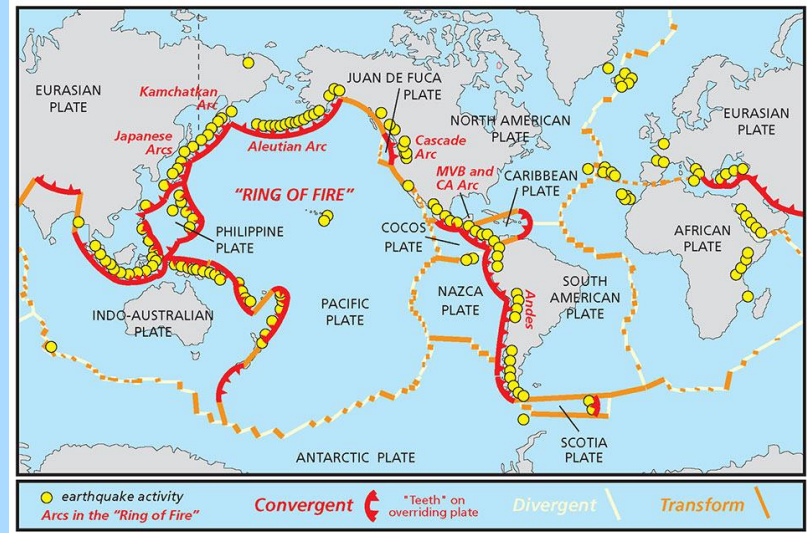 EURASIAN
PLATE
Kamchatkan
Arc
Japanese
Arcs
Aleutian Arc
JUAN DE FUCA
PLATE
NORTH AMERICAN
PLATE
Cascade
Arc
MVB and
CA Arc
CARIBBEAN
PLATE
EURASIAN
PLATE
"RING OF FIRE"
PHILIPPINE
PLATE
COCOS
PLATE
AFRICAN
PLATE
INDO-AUSTRALIAN
PLATE
PACIFIC
PLATE
NAZCA
PLATE
Andes
SOUTH
AMERICAN
PLATE
ANTARCTIC PLATE
SCOTIA
PLATE
earthquake activity
Arcs in the "Ring of Fire"
Convergent
"Teeth" on
overriding plate
Divergent
Transform